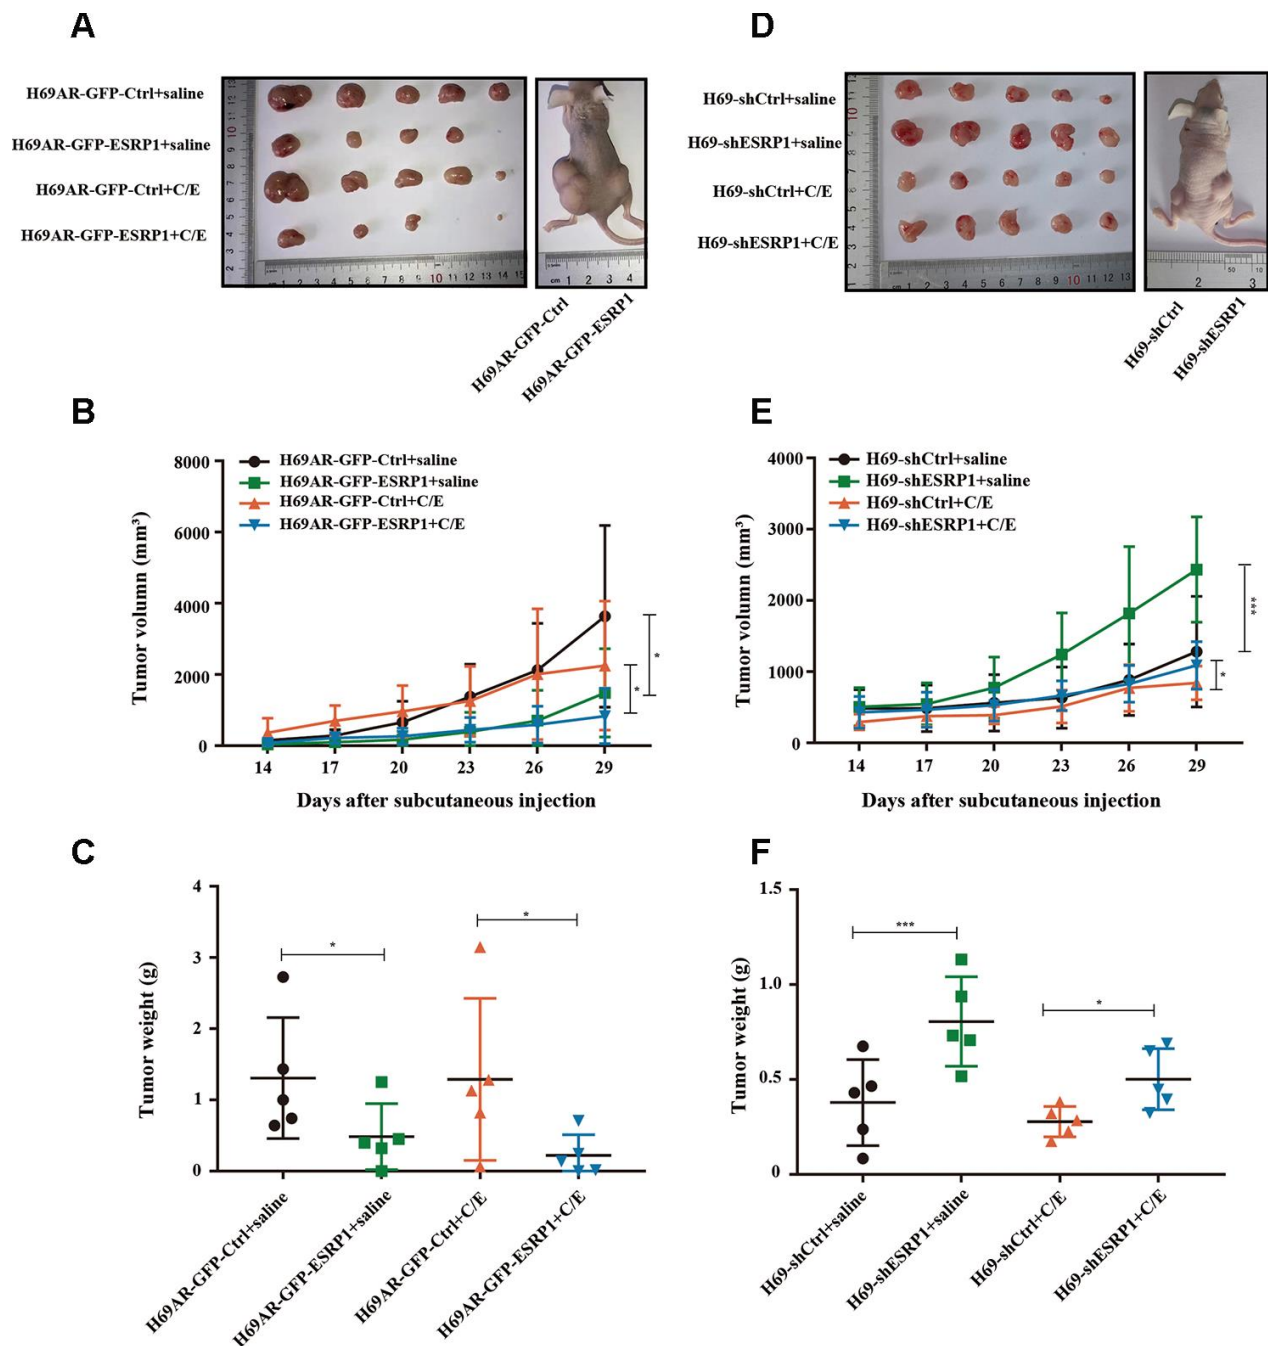 A
H69AR-GFP-Ctrl+saline
H69AR-GFP-ESRP1+saline
H69AR-GFP-Ctrl+C/E
H69AR-GFP-ESRP1+C/E
H69AR-GFP-Ctrl
H69AR-GFP-ESRP1
D
H69-shCtrl+saline
H69-shESRP1+saline
H69-shCtrl+C/E
H69-shESRP1+C/E
H69-shCtrl
H69-shESRP1
B
Tumor volumn (mm³)
8000
6000
4000
2000
0
H69AR-GFP-Ctrl+saline
H69AR-GFP-ESRP1+saline
H69AR-GFP-Ctrl+C/E
H69AR-GFP-ESRP1+C/E
*
*
14 17 20 23 26 29
Days after subcutaneous injection
E
Tumor volumn (mm³)
4000
3000
2000
1000
0
H69-shCtrl+saline
H69-shESRP1+saline
H69-shCtrl+C/E
H69-shESRP1+C/E
***
*
14 17 20 23 26 29
Days after subcutaneous injection
C
Tumor weight (g)
4
3
2
1
0
*
*
H69AR-GFP-Ctrl+saline
H69AR-GFP-ESRP1+saline
H69AR-GFP-Ctrl+C/E
H69AR-GFP-ESRP1+C/E
F
Tumor weight (g)
1.5
1.0
0.5
0
***
*
H69-shCtrl+saline
H69-shESRP1+saline
H69-shCtrl+C/E
H69-shESRP1+C/E